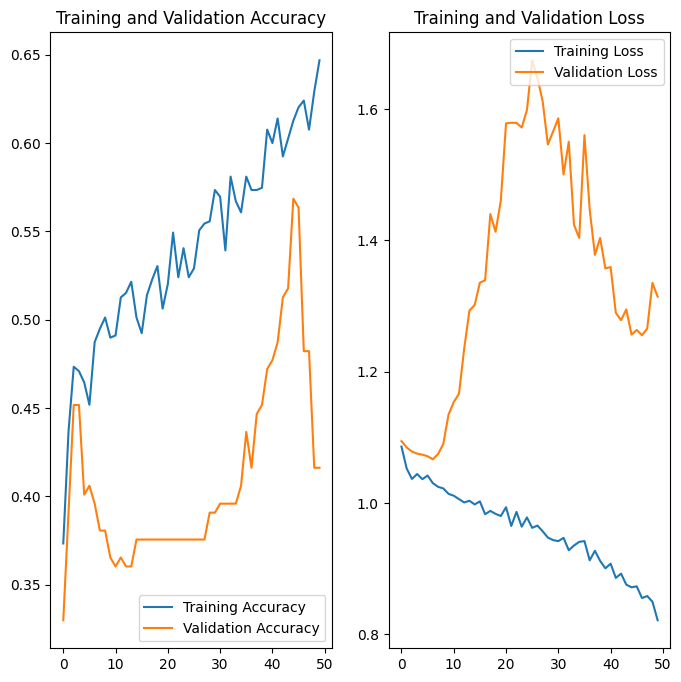 Training and Validation Accuracy
0.65
0.60
0.55
0.50
0.45
0.40
0.35
0 10 20 30 40 50
Training Accuracy
Validation Accuracy
Training and Validation Loss
1.6
1.4
1.2
1.0
0.8
0 10 20 30 40 50
Training Loss
Validation Loss